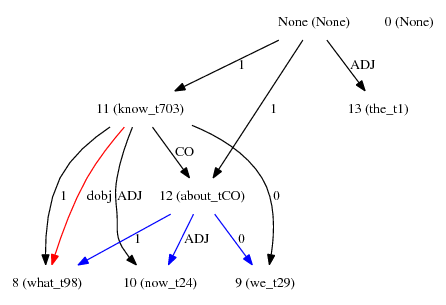 None (None) 0 (None)
1 1 ADJ
11 (know_t703) 13 (the_t1)
CO
1 dobj ADJ 12 (about_tCO) 0
1 ADJ 0
8 (what_t98) 10 (now_t24) 9 (we_t29)